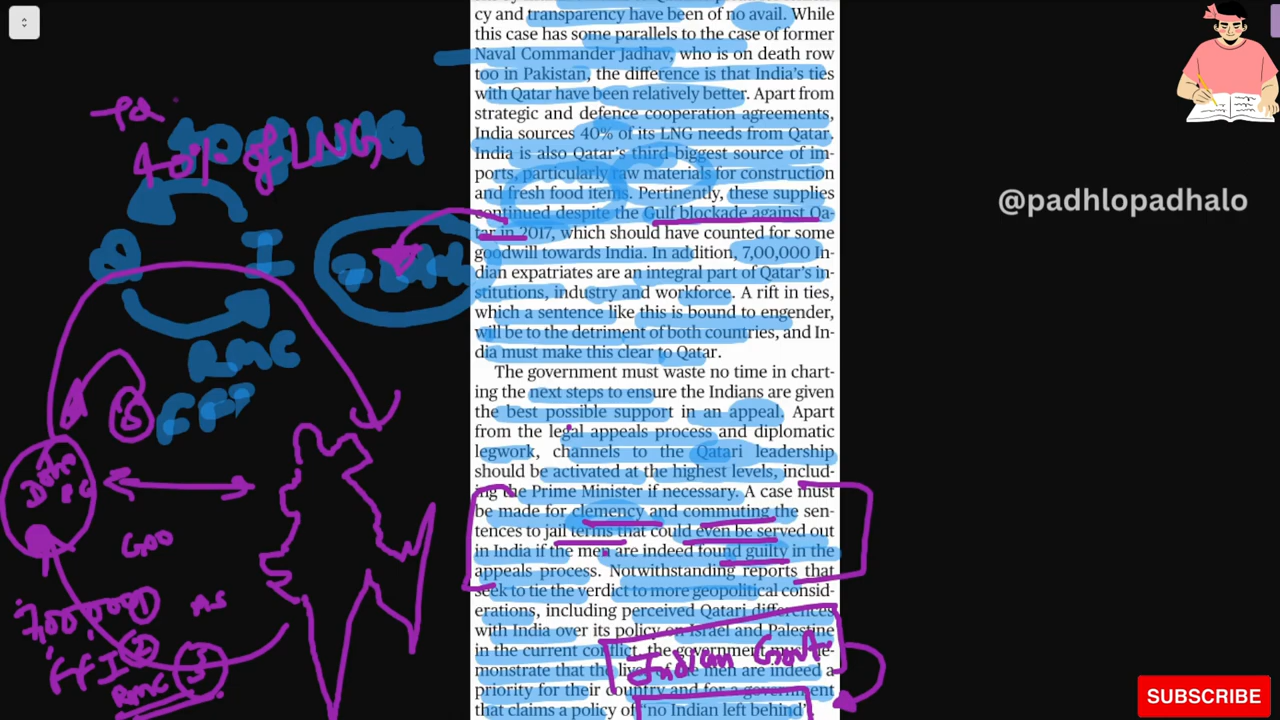 cy and transparency have been of no avail. While
this case has some parallels to the case of former
Naval Commander Jadhav, who is on death row
too in Pakistan, the difference is that India's ties
with Qatar have been relatively better. Apart from
strategic and defence cooperation agreements,
India sources 40% of its LNG needs from Qatar.
India is also Qatar's third biggest source of im-
ports, particularly raw materials for construction
and fresh food items. Pertinently, these supplies
continued despite the Gulf blockade against Qa-
tar in 2017, which should have counted for some
goodwill towards India. In addition, 7,00,000 In-
dian expatriates are an integral part of Qatar's in-
stitutions, industry and workforce. A rift in ties,
which a sentence like this is bound to engender,
will be to the detriment of both countries, and In-
dia must make this clear to Qatar.
The government must waste no time in chart-
ing the next steps to ensure the Indians are given
the best possible support in an appeal. Apart
from the legal appeals process and diplomatic
legwork, channels to the Qatari leadership
should be activated at the highest levels, includ-
ing the Prime Minister if necessary. A case must
be made for clemency and commuting the sen-
tences to jail terms that could even be served out
in India if the men are indeed found guilty in the
appeals process. Notwithstanding reports that
seek to tie the verdict to more geopolitical consid-
erations, including perceived Qatari differences
with India over its policy on Israel and Palestine
in the current conflict, the government must de-
monstrate that the lives of the men are indeed a
priority for their country and for a government
that claims a policy of "no Indian left behind".
40% of LNG
Q
I
RMC
FFI
RMC
Indian Govt.
@padhlopadhalo
SUBSCRIBE